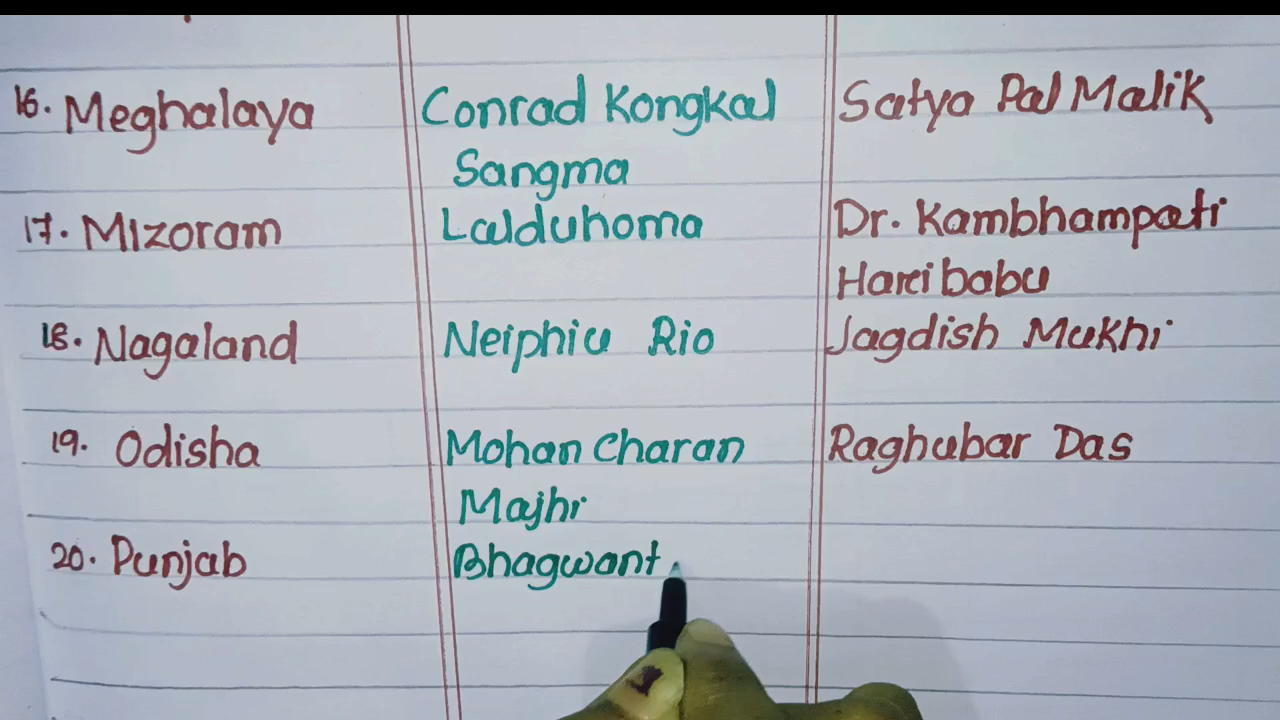 16. Meghalaya Conrad Kongkal Satya Pal Malik
Sangma
17. Mizoram Lalduhoma Dr. Kambhampati
Haribabu
18. Nagaland Neiphiu Rio Jagdish Mukhi
19. Odisha Mohan Charan Raghubar Das
Majhi
20. Punjab Bhagwant